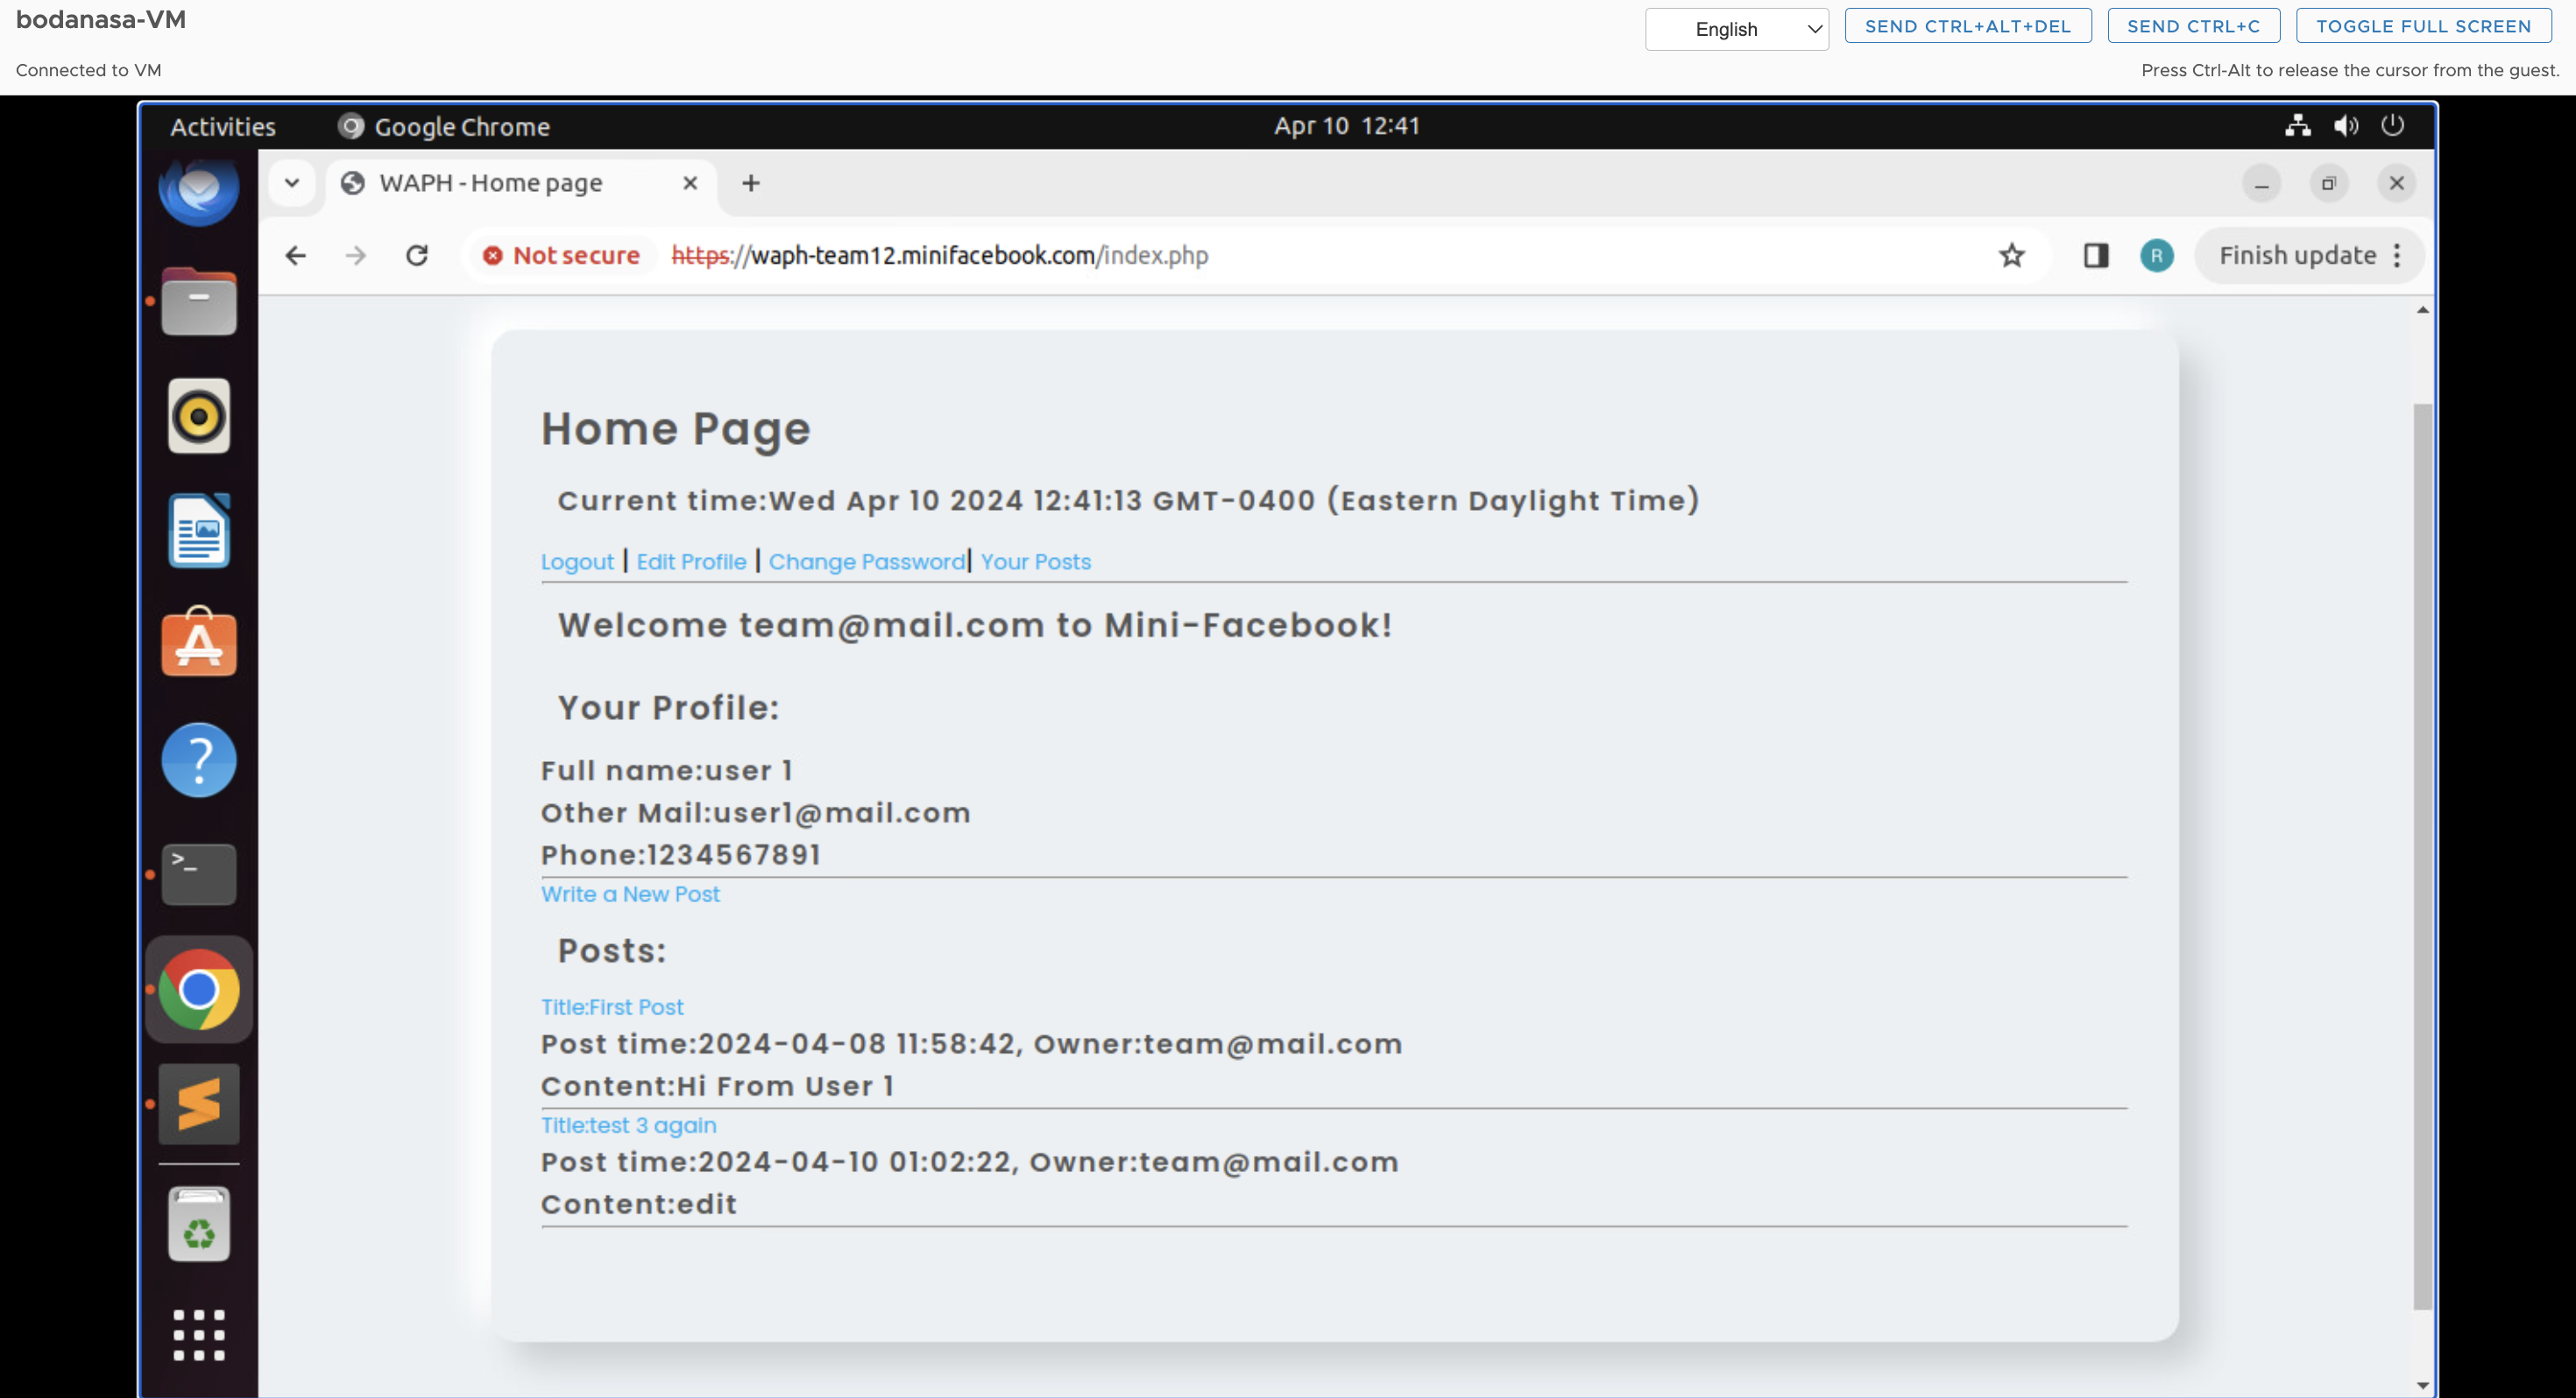 bodanasa-VM
English
SEND CTRL+ALT+DEL
SEND CTRL+C
TOGGLE FULL SCREEN
Connected to VM
Press Ctrl-Alt to release the cursor from the guest.
Activities
Google Chrome
Apr 10 12:41
WAPH - Home page
Not secure
https://waph-team12.minifacebook.com/index.php
R
Finish update
Home Page
Current time:Wed Apr 10 2024 12:41:13 GMT-0400 (Eastern Daylight Time)
Logout | Edit Profile | Change Password| Your Posts
Welcome team@mail.com to Mini-Facebook!
Your Profile:
Full name:user 1
Other Mail:user1@mail.com
Phone:1234567891
Write a New Post
Posts:
Title:First Post
Post time:2024-04-08 11:58:42, Owner:team@mail.com
Content:Hi From User 1
Title:test 3 again
Post time:2024-04-10 01:02:22, Owner:team@mail.com
Content:edit